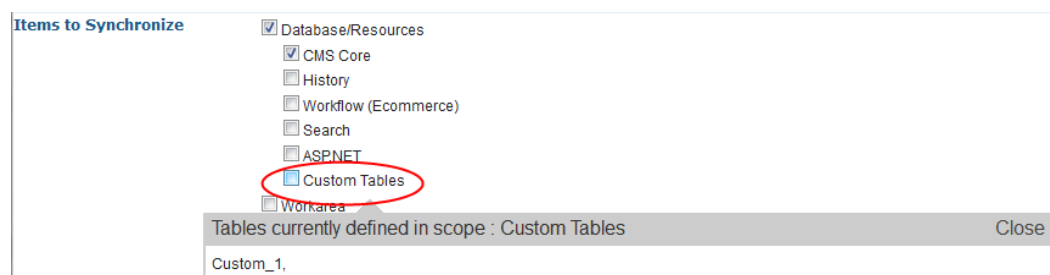 Items to Synchronize
Database/Resources
CMS Core
History
Workflow (Ecommerce)
Search
ASP.NET
Custom Tables
Workarea
Tables currently defined in scope : Custom Tables Close
Custom_1,